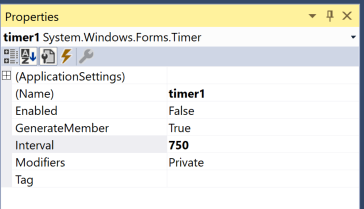 Properties
timer1 System.Windows.Forms.Timer
(ApplicationSettings)
(Name) timer1
Enabled False
GenerateMember True
Interval 750
Modifiers Private
Tag